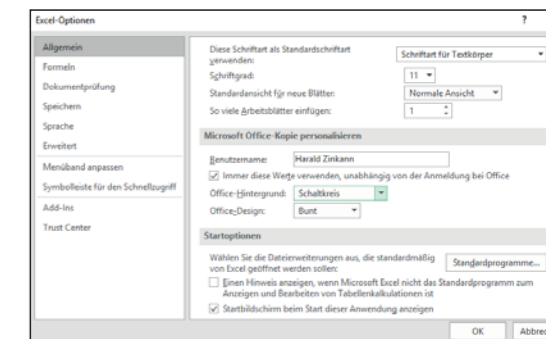 Excel-Optionen ?
Allgemein
Formeln
Dokumentprüfung
Speichern
Sprache
Erweitert
Menüband anpassen
Symbolleiste für den Schnellzugriff
Add-Ins
Trust Center
Diese Schriftart als Standardschriftart verwenden: Schriftart für Textkörper
Schriftgrad: 11
Standardansicht für neue Blätter: Normale Ansicht
So viele Arbeitsblätter einfügen: 1
Microsoft Office-Kopie personalisieren
Benutzername: Harald Zinkann
Immer diese Werte verwenden, unabhängig von der Anmeldung bei Office
Office-Hintergrund: Schaltkreis
Office-Design: Bunt
Startoptionen
Wählen Sie die Dateierweiterungen aus, die standardmäßig
von Excel geöffnet werden sollen: Standardprogramme...
Einen Hinweis anzeigen, wenn Microsoft Excel nicht das Standardprogramm zum
Anzeigen und Bearbeiten von Tabellenkalkulationen ist
Startbildschirm beim Start dieser Anwendung anzeigen
OK Abbrec